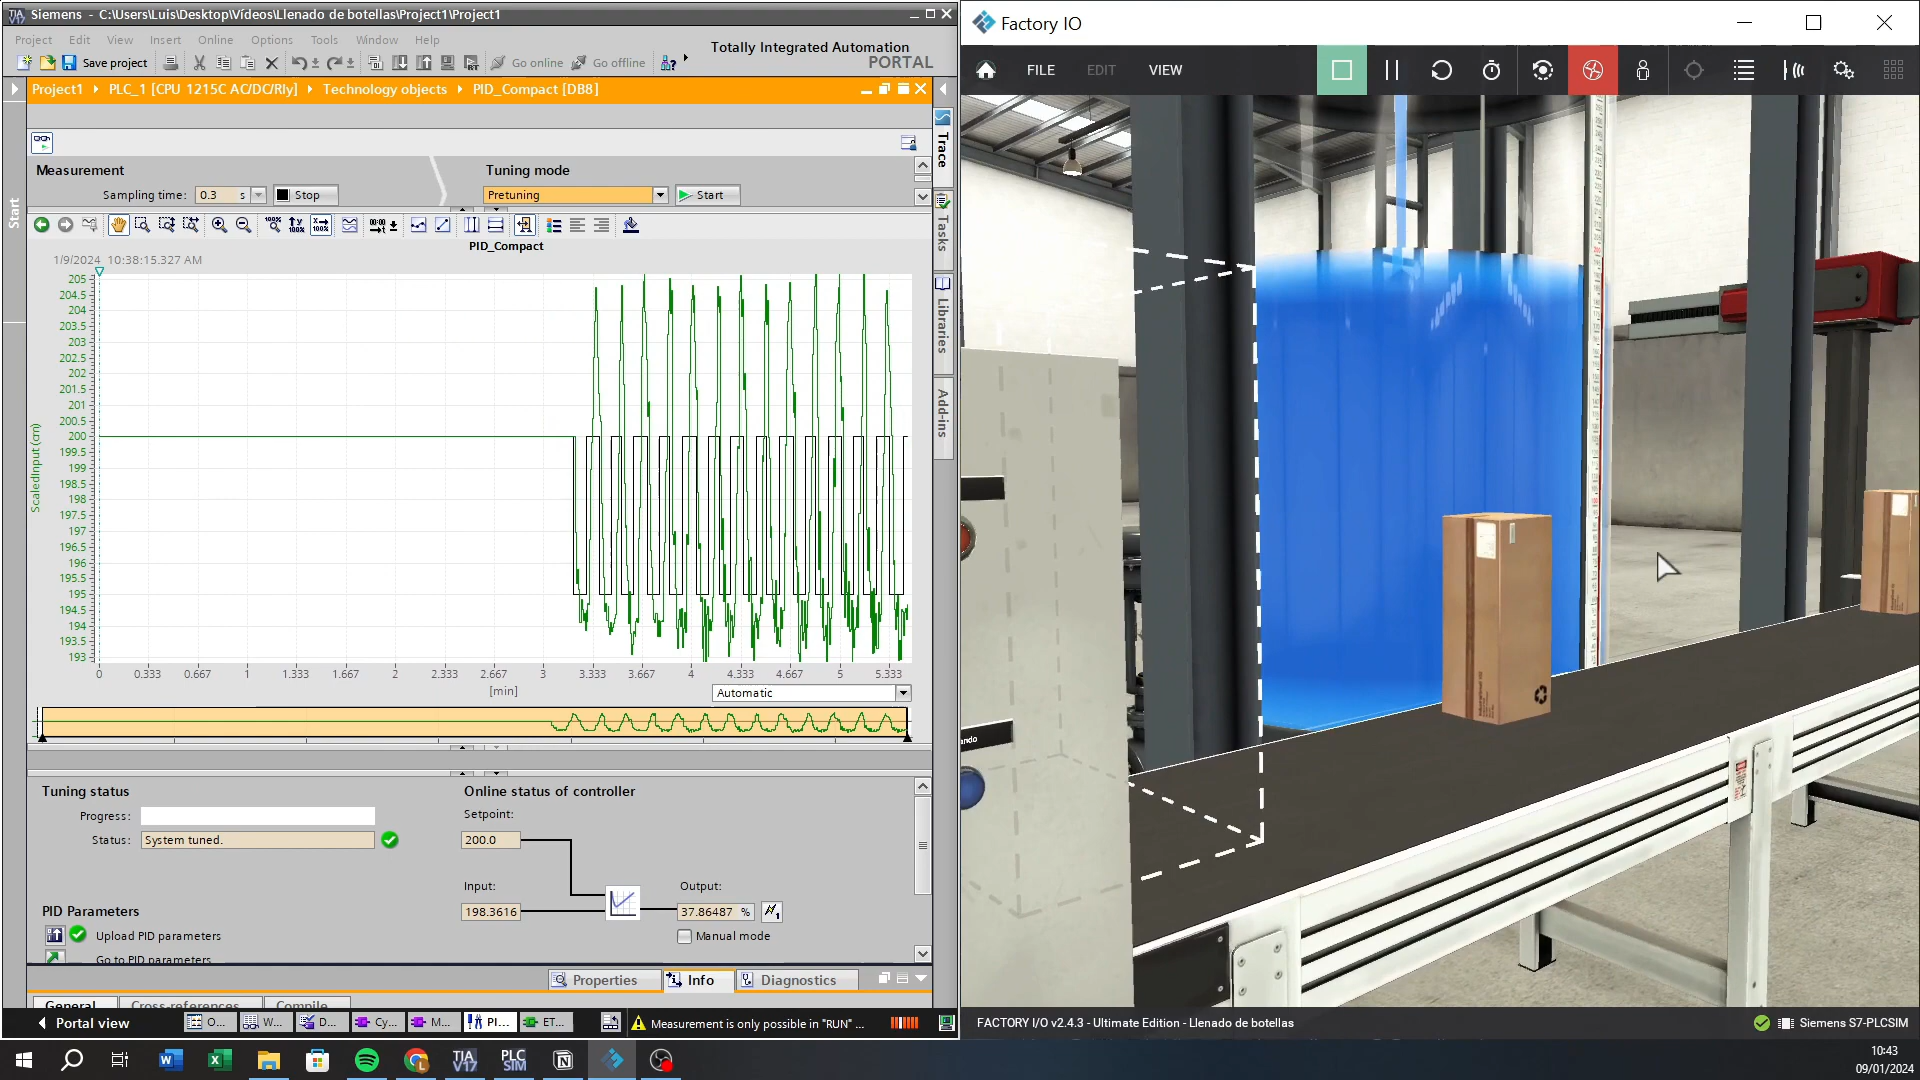 Siemens - C:\Users\Luis\Desktop\Vídeos\Llenado de botellas\Project1\Project1
Project Edit View Insert Online Options Tools Window Help
Totally Integrated Automation
PORTAL
Save project
Go online
Go offline
Project1 PLC_1 [CPU 1215C AC/DC/Rly] Technology objects PID_Compact [DB8]
Start
Measurement
Sampling time: 0.3 s Stop
Tuning mode
Pretuning Start
PID_Compact
1/9/2024 10:38:15.327 AM
ScaledInput (cm)
205
204.5
204
203.5
203
202.5
202
201.5
201
200.5
200
199.5
199
198.5
198
197.5
197
196.5
196
195.5
195
194.5
194
193.5
193
0 0.333 0.667 1 1.333 1.667 2 2.333 2.667 3 3.333 3.667 4 4.333 4.667 5 5.333
[min]
Automatic
Tuning status
Progress:
Status: System tuned.
Online status of controller
Setpoint:
200.0
Input:
198.3616
Output:
37.86487 %
Manual mode
PID Parameters
Upload PID parameters
Go to PID parameters
Properties Info Diagnostics
General Cross-references Compile
Portal view
O... W... D... Cy... M... PI... ET...
Measurement is only possible in "RUN" ...
Trace
Tasks
Libraries
Add-ins
Factory IO
FILE EDIT VIEW
ando
FACTORY I/O v2.4.3 - Ultimate Edition - Llenado de botellas
Siemens S7-PLCSIM
TIA
V17
PLC
SIM
10:43
09/01/2024